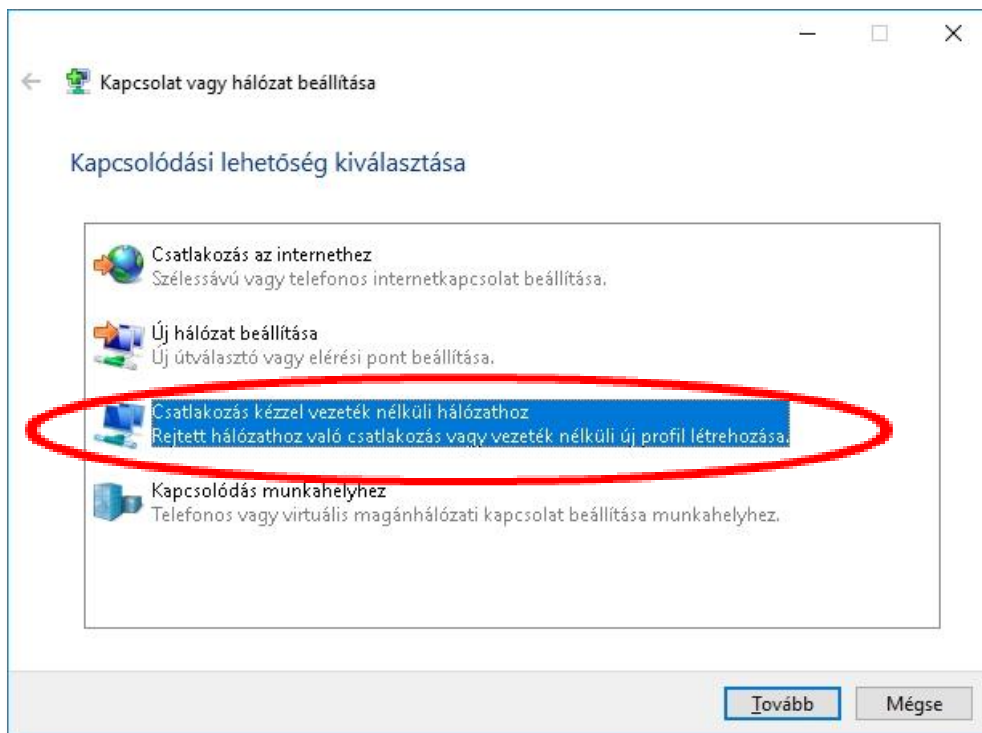 Kapcsolat vagy hálózat beállítása
Kapcsolódási lehetőség kiválasztása
Csatlakozás az internethez
Szélessávú vagy telefonos internetkapcsolat beállítása.
Új hálózat beállítása
Új útválasztó vagy elérési pont beállítása.
Csatlakozás kézzel vezeték nélküli hálózathoz
Rejtett hálózathoz való csatlakozás vagy vezeték nélküli új profil létrehozása.
Kapcsolódás munkahelyhez
Telefonos vagy virtuális magánhálózati kapcsolat beállítása munkahelyhez.
Tovább
Mégse